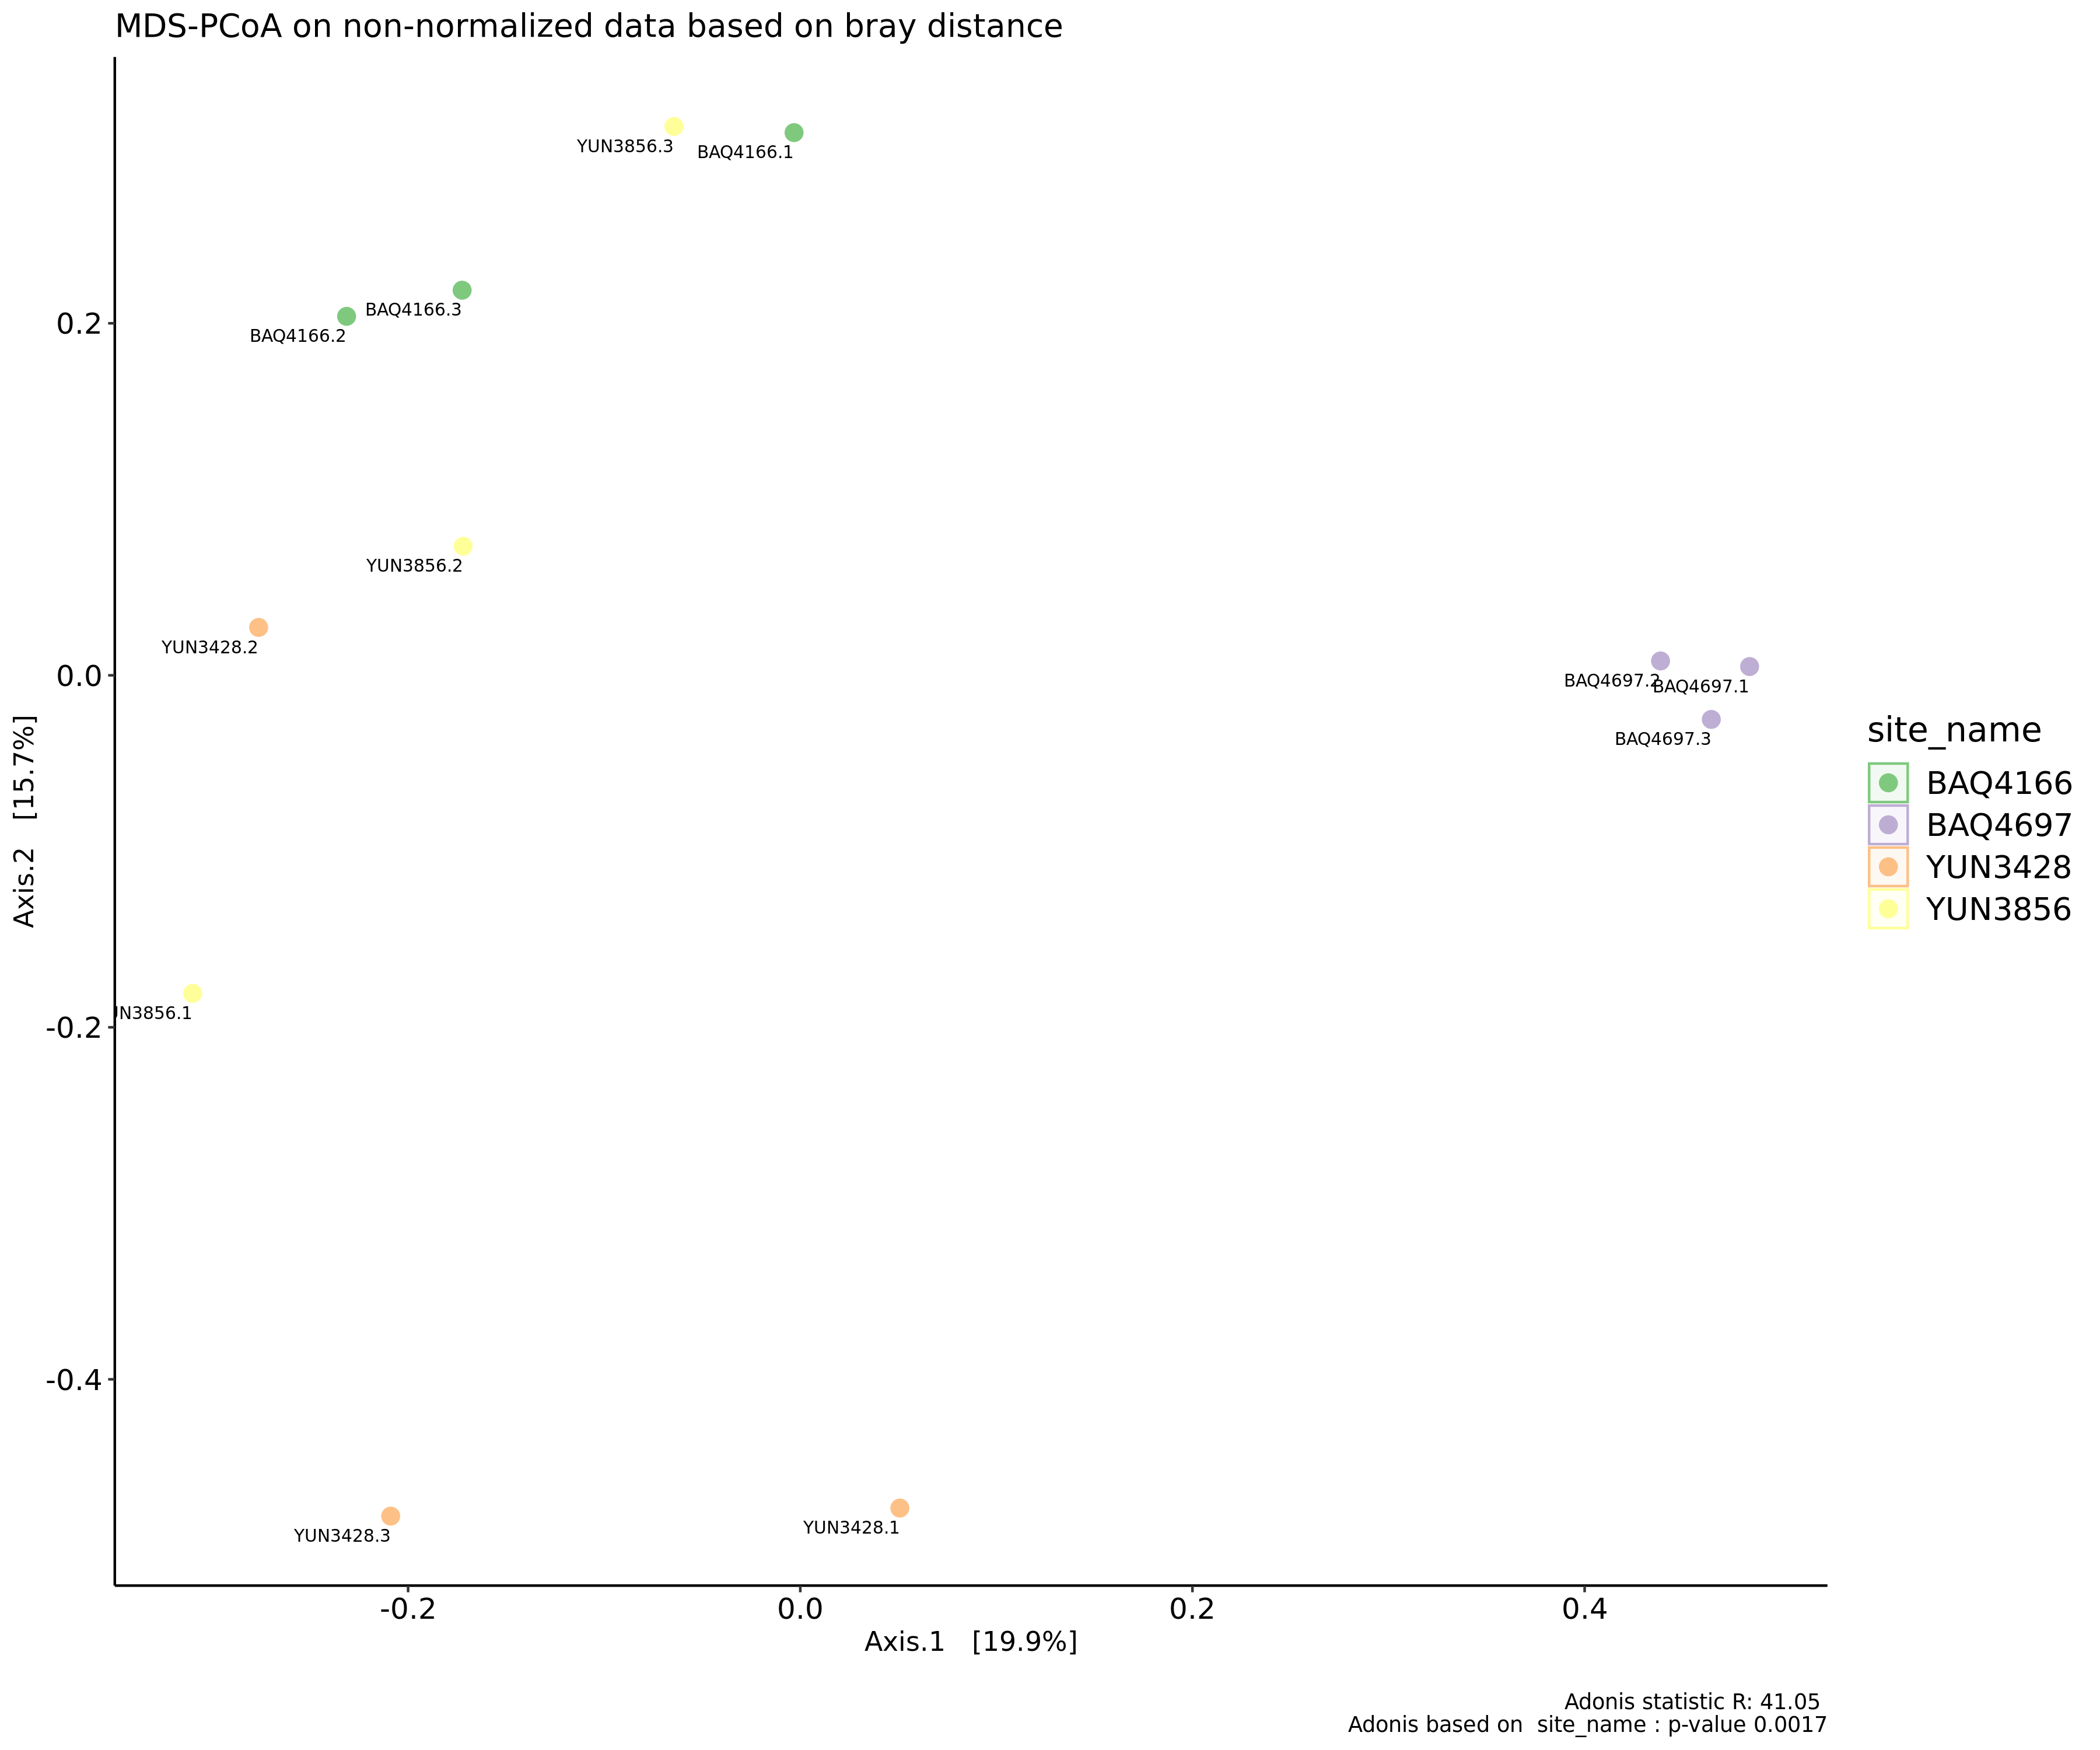 MDS-PCoA on non-normalized data based on bray distance
YUN3856.3
BAQ4166.1
BAQ4166.3
BAQ4166.2
0.2
YUN3856.2
YUN3428.2
0.0
BAQ4697.2
BAQ4697.1
BAQ4697.3
Axis.2 [15.7%]
site_name
BAQ4166
BAQ4697
YUN3428
YUN3856
N3856.1
-0.2
-0.4
YUN3428.3
YUN3428.1
-0.2 0.0 0.2 0.4
Axis.1 [19.9%]
Adonis statistic R: 41.05
Adonis based on site_name : p-value 0.0017